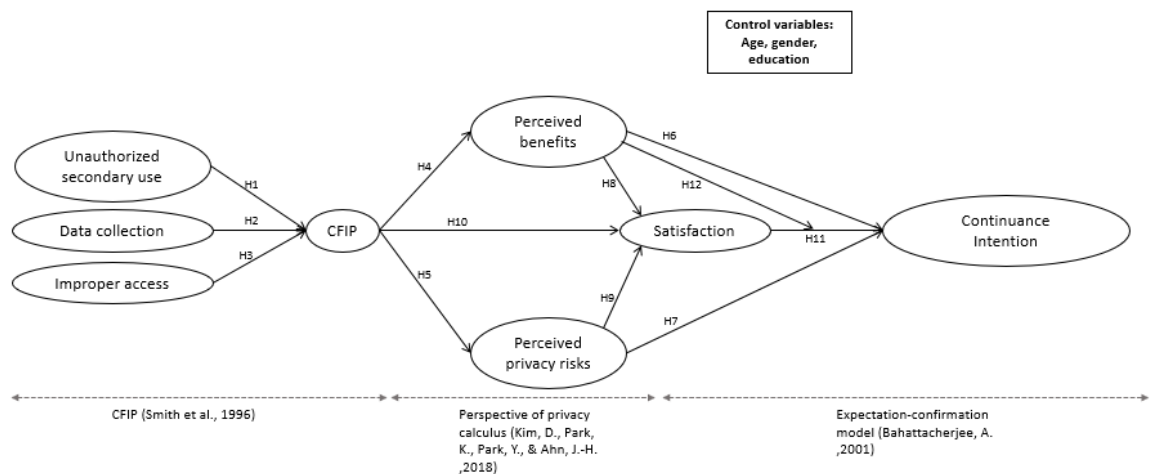 Control variables:
Age, gender,
education
Perceived
benefits
H6
Unauthorized
secondary use
H4
H12
H8
H1
H2
H10
Data collection
CFIP
Satisfaction
H11
Continuance
Intention
H3
Improper access
H5
H9
H7
Perceived
privacy risks
CFIP (Smith et al., 1996)
Perspective of privacy
calculus (Kim, D., Park,
K., Park, Y., & Ahn, J.-H.
,2018)
Expectation-confirmation
model (Bahattacherjee, A.
,2001)